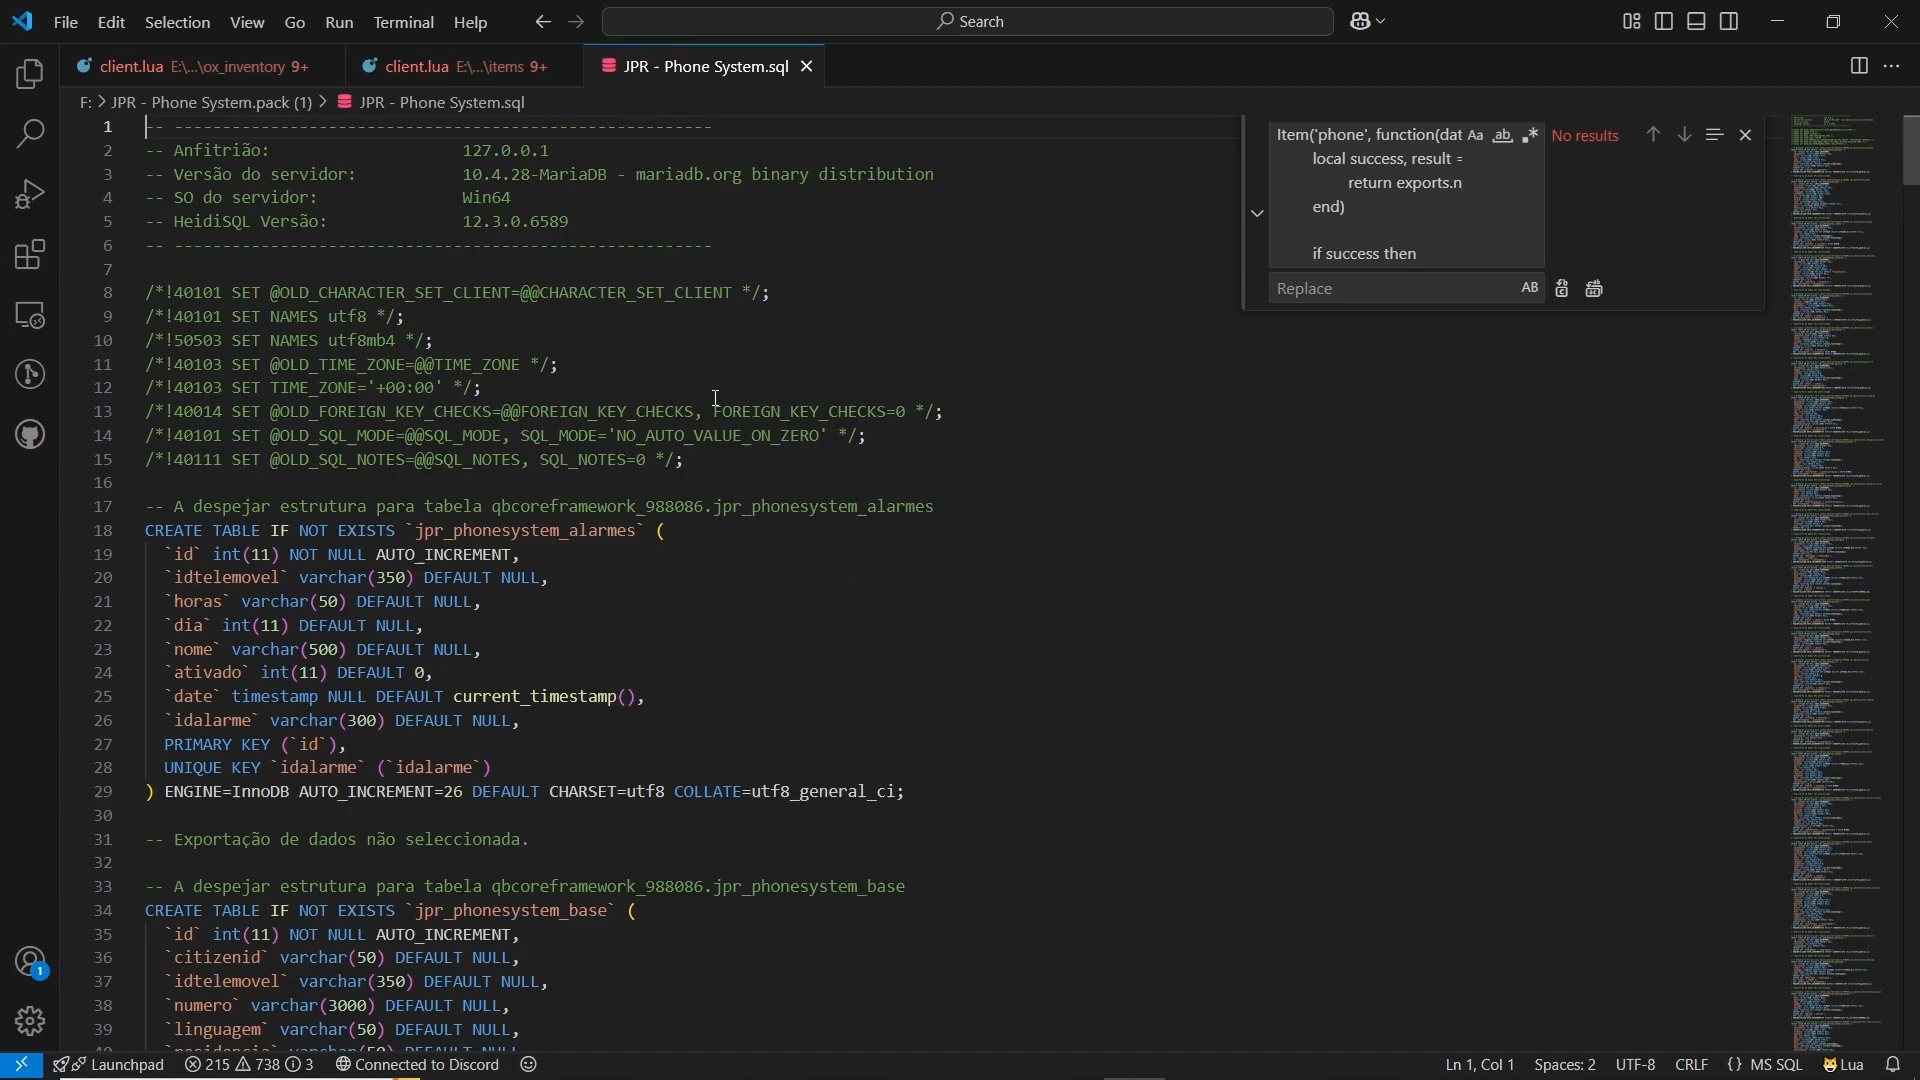 File Edit Selection View Go Run Terminal Help
Search
client.lua E:\...\ox_inventory 9+
client.lua E:\...\items 9+
JPR - Phone System.sql
F: > JPR - Phone System.pack (1) > JPR - Phone System.sql
1 -- --------------------------------------------------------
2 -- Anfitrião: 127.0.0.1
3 -- Versão do servidor: 10.4.28-MariaDB - mariadb.org binary distribution
4 -- SO do servidor: Win64
5 -- HeidiSQL Versão: 12.3.0.6589
6 -- --------------------------------------------------------
7
8 /*!40101 SET @OLD_CHARACTER_SET_CLIENT=@@CHARACTER_SET_CLIENT */;
9 /*!40101 SET NAMES utf8 */;
10 /*!50503 SET NAMES utf8mb4 */;
11 /*!40103 SET @OLD_TIME_ZONE=@@TIME_ZONE */;
12 /*!40103 SET TIME_ZONE='+00:00' */;
13 /*!40014 SET @OLD_FOREIGN_KEY_CHECKS=@@FOREIGN_KEY_CHECKS, FOREIGN_KEY_CHECKS=0 */;
14 /*!40101 SET @OLD_SQL_MODE=@@SQL_MODE, SQL_MODE='NO_AUTO_VALUE_ON_ZERO' */;
15 /*!40111 SET @OLD_SQL_NOTES=@@SQL_NOTES, SQL_NOTES=0 */;
16
17 -- A despejar estrutura para tabela qbcoreframework_988086.jpr_phonesystem_alarmes
18 CREATE TABLE IF NOT EXISTS `jpr_phonesystem_alarmes` (
19 `id` int(11) NOT NULL AUTO_INCREMENT,
20 `idtelemovel` varchar(350) DEFAULT NULL,
21 `horas` varchar(50) DEFAULT NULL,
22 `dia` int(11) DEFAULT NULL,
23 `nome` varchar(500) DEFAULT NULL,
24 `ativado` int(11) DEFAULT 0,
25 `date` timestamp NULL DEFAULT current_timestamp(),
26 `idalarme` varchar(300) DEFAULT NULL,
27 PRIMARY KEY (`id`),
28 UNIQUE KEY `idalarme` (`idalarme`)
29 ) ENGINE=InnoDB AUTO_INCREMENT=26 DEFAULT CHARSET=utf8 COLLATE=utf8_general_ci;
30
31 -- Exportação de dados não seleccionada.
32
33 -- A despejar estrutura para tabela qbcoreframework_988086.jpr_phonesystem_base
34 CREATE TABLE IF NOT EXISTS `jpr_phonesystem_base` (
35 `id` int(11) NOT NULL AUTO_INCREMENT,
36 `citizenid` varchar(50) DEFAULT NULL,
37 `idtelemovel` varchar(350) DEFAULT NULL,
38 `numero` varchar(3000) DEFAULT NULL,
39 `linguagem` varchar(50) DEFAULT NULL,
Item('phone', function(dat Aa ab .* No results
local success, result =
return exports.n
end)
if success then
Replace AB
1
Launchpad 215 738 3 Connected to Discord
Ln 1, Col 1 Spaces: 2 UTF-8 CRLF {} MS SQL Lua